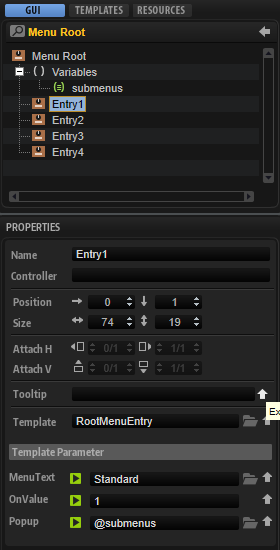 GUI TEMPLATES RESOURCES
Menu Root
Menu Root
( ) Variables
(≡) submenus
Entry1
Entry2
Entry3
Entry4
PROPERTIES
Name Entry1
Controller
Position 0 1
Size 74 19
Attach H 0/1 1/1
Attach V 0/1 1/1
Tooltip
Ex
Template RootMenuEntry
Template Parameter
MenuText Standard
OnValue 1
Popup @submenus